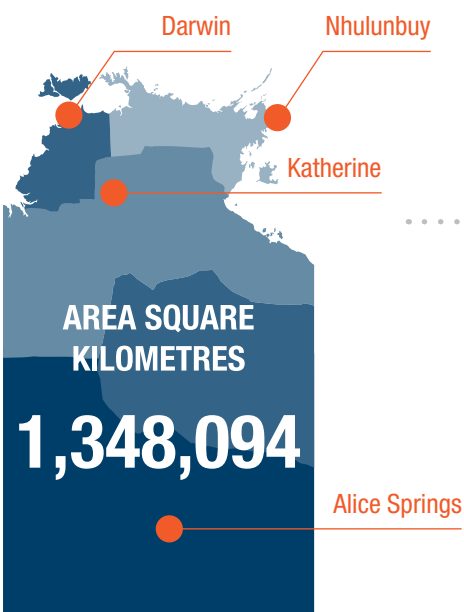 Darwin
Nhulunbuy
Katherine
AREA SQUARE
KILOMETRES
1,348,094
Alice Springs